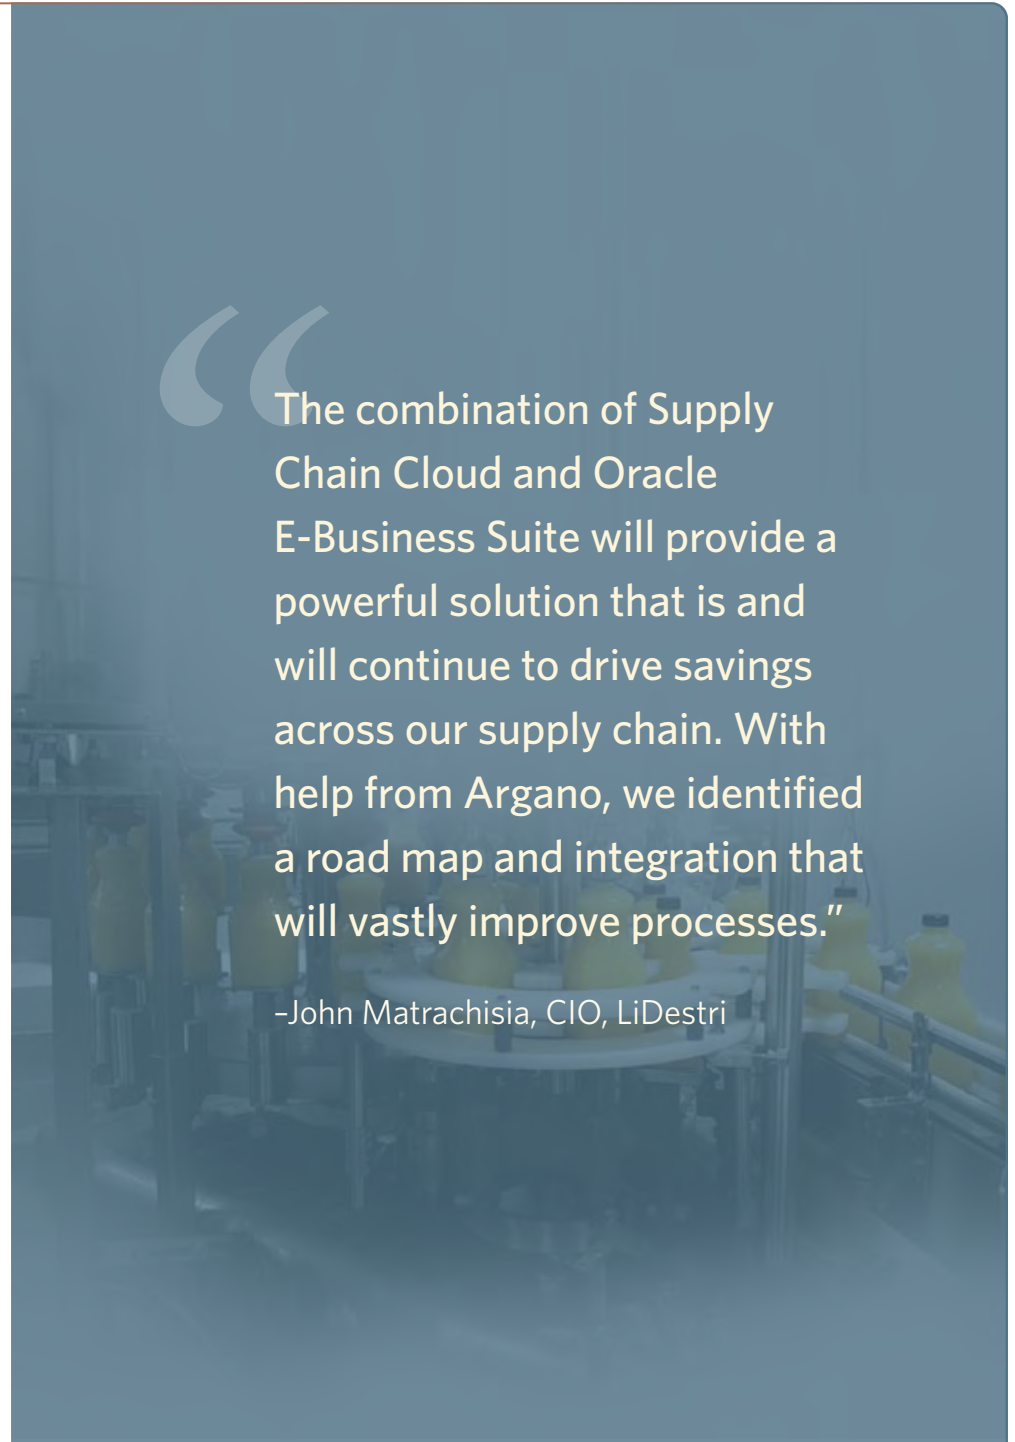 “The combination of Supply
Chain Cloud and Oracle
E-Business Suite will provide a
powerful solution that is and
will continue to drive savings
across our supply chain. With
help from Argano, we identified
a road map and integration that
will vastly improve processes.”
–John Matrachisia, CIO, LiDestri